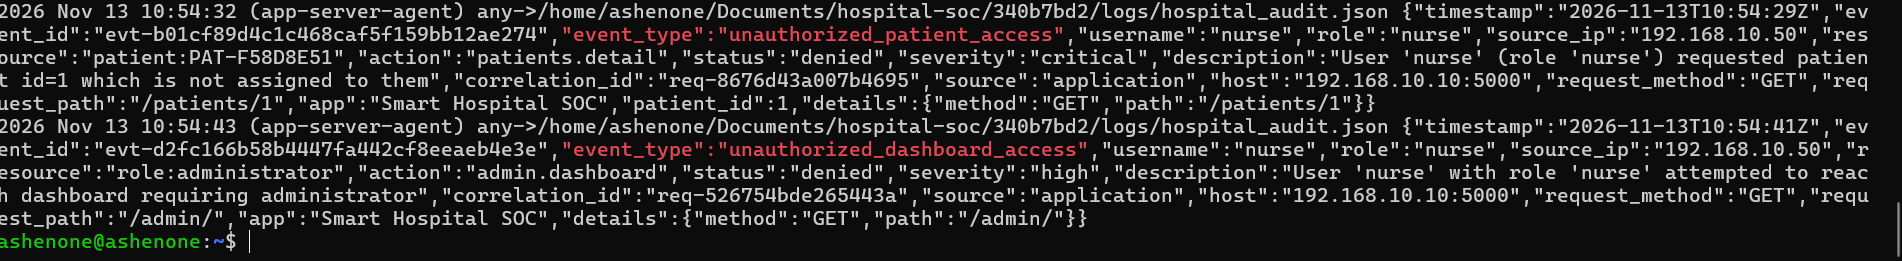 2026 Nov 13 10:54:32 (app-server-agent) any->/home/ashenone/Documents/hospital-soc/340b7bd2/logs/hospital_audit.json {"timestamp":"2026-11-13T10:54:29Z","ev
ent_id":"evt-b01cf89d4c1c468caf5f159bb12ae274","event_type":"unauthorized_patient_access","username":"nurse","role":"nurse","source_ip":"192.168.10.50","res
ource":"patient:PAT-F58D8E51","action":"patients.detail","status":"denied","severity":"critical","description":"User 'nurse' (role 'nurse') requested patien
t id=1 which is not assigned to them","correlation_id":"req-8676d43a007b4695","source":"application","host":"192.168.10.10:5000","request_method":"GET","req
uest_path":"/patients/1","app":"Smart Hospital SOC","patient_id":1,"details":{"method":"GET","path":"/patients/1"}}
2026 Nov 13 10:54:43 (app-server-agent) any->/home/ashenone/Documents/hospital-soc/340b7bd2/logs/hospital_audit.json {"timestamp":"2026-11-13T10:54:41Z","ev
ent_id":"evt-d2fc166b58b4447fa442cf8eeaeb4e3e","event_type":"unauthorized_dashboard_access","username":"nurse","role":"nurse","source_ip":"192.168.10.50","r
esource":"role:administrator","action":"admin.dashboard","status":"denied","severity":"high","description":"User 'nurse' with role 'nurse' attempted to reac
h dashboard requiring administrator","correlation_id":"req-526754bde265443a","source":"application","host":"192.168.10.10:5000","request_method":"GET","requ
est_path":"/admin/","app":"Smart Hospital SOC","details":{"method":"GET","path":"/admin/"}}
ashenone@ashenone:~$